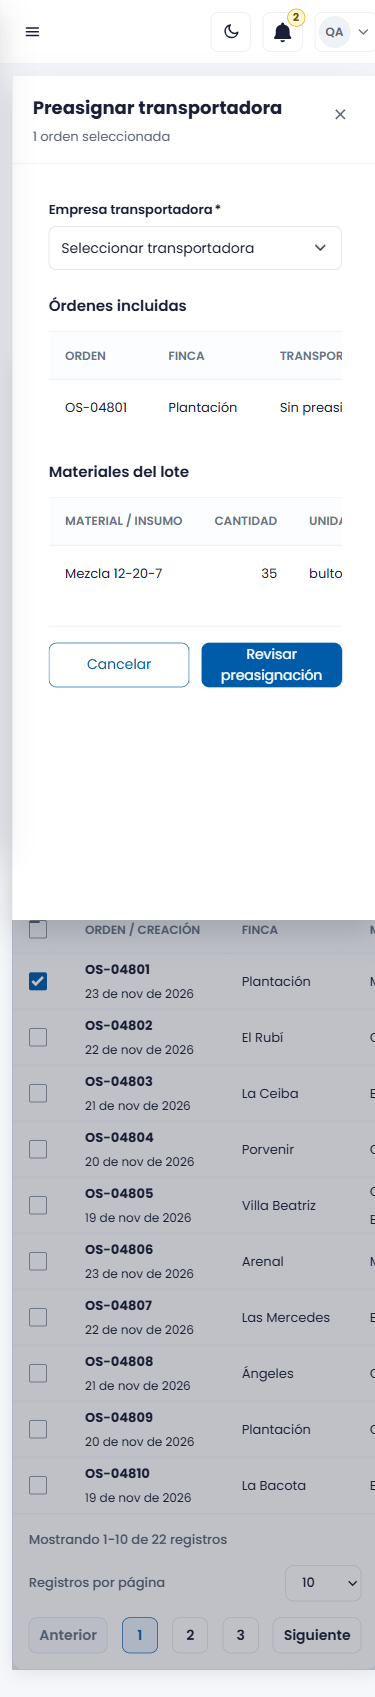 2
QA
Preasignar transportadora
1 orden seleccionada
Empresa transportadora *
Seleccionar transportadora
Órdenes incluidas
ORDEN FINCA TRANSPOR
OS-04801 Plantación Sin preasi
Materiales del lote
MATERIAL / INSUMO CANTIDAD UNIDA
Mezcla 12-20-7 35 bulto
Cancelar
Revisar
preasignación
ORDEN / CREACIÓN FINCA
OS-04801
23 de nov de 2026
Plantación
OS-04802
22 de nov de 2026
El Rubí
OS-04803
21 de nov de 2026
La Ceiba
OS-04804
20 de nov de 2026
Porvenir
OS-04805
19 de nov de 2026
Villa Beatriz
OS-04806
23 de nov de 2026
Arenal
OS-04807
22 de nov de 2026
Las Mercedes
OS-04808
21 de nov de 2026
Ángeles
OS-04809
20 de nov de 2026
Plantación
OS-04810
19 de nov de 2026
La Bacota
Mostrando 1-10 de 22 registros
Registros por página 10
Anterior 1 2 3 Siguiente